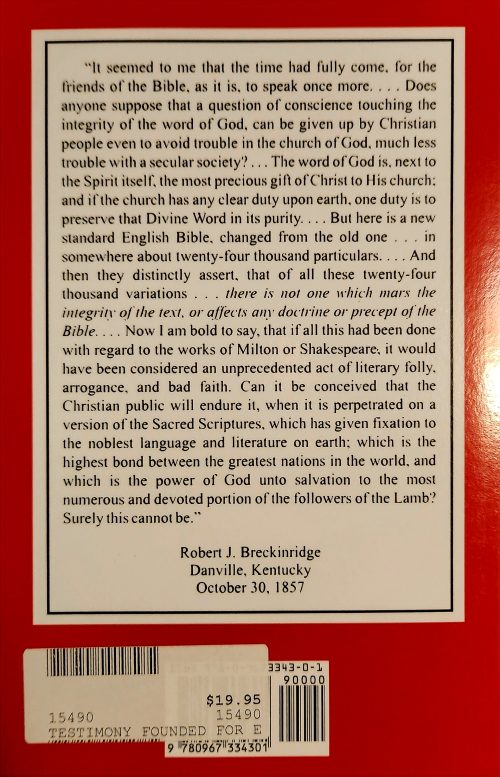 "It seemed to me that the time had fully come, for the
friends of the Bible, as it is, to speak once more. . . . Does
anyone suppose that a question of conscience touching the
integrity of the word of God, can be given up by Christian
people even to avoid trouble in the church of God, much less
trouble with a secular society? . . . The word of God is, next to
the Spirit itself, the most precious gift of Christ to His church;
and if the church has any clear duty upon earth, one duty is to
preserve that Divine Word in its purity. . . . But here is a new
standard English Bible, changed from the old one . . . in
somewhere about twenty-four thousand particulars. . . . And
then they distinctly assert, that of all these twenty-four
thousand variations . . . there is not one which mars the
integrity of the text, or affects any doctrine or precept of the
Bible. . . . Now I am bold to say, that if all this had been done
with regard to the works of Milton or Shakespeare, it would
have been considered an unprecedented act of literary folly,
arrogance, and bad faith. Can it be conceived that the
Christian public will endure it, when it is perpetrated on a
version of the Sacred Scriptures, which has given fixation to
the noblest language and literature on earth; which is the
highest bond between the greatest nations in the world, and
which is the power of God unto salvation to the most
numerous and devoted portion of the followers of the Lamb?
Surely this cannot be."
Robert J. Breckinridge
Danville, Kentucky
October 30, 1857
3343-0-1
90000
$19.95
15490 15490
TESTIMONY FOUNDED FOR E
9 780967 334301